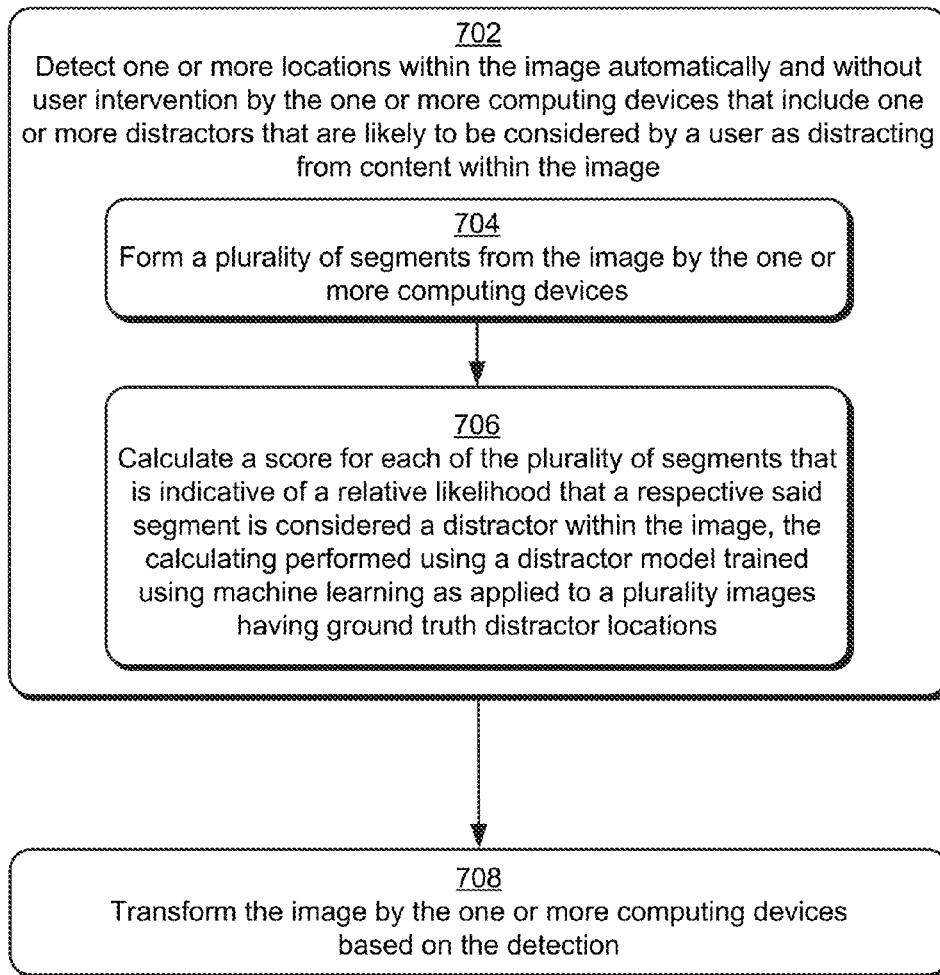 702
Detect one or more locations within the image automatically and without
user intervention by the one or more computing devices that include one
or more distractors that are likely to be considered by a user as distracting
from content within the image
704
Form a plurality of segments from the image by the one or
more computing devices
706
Calculate a score for each of the plurality of segments that
is indicative of a relative likelihood that a respective said
segment is considered a distractor within the image, the
calculating performed using a distractor model trained
using machine learning as applied to a plurality images
having ground truth distractor locations
708
Transform the image by the one or more computing devices
based on the detection